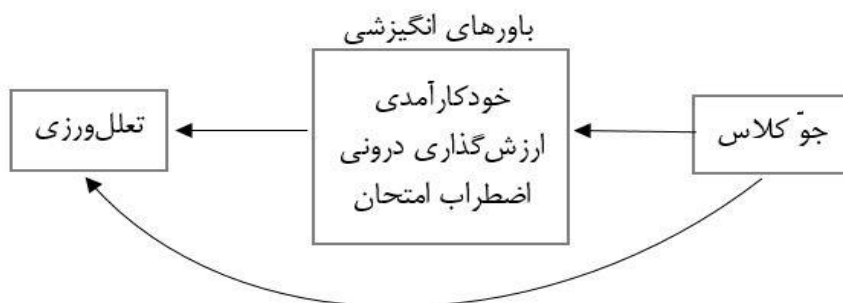 باورهای انگیزشی
جوّ کلاس
خودکارآمدی
ارزش‌گذاری درونی
اضطراب امتحان
تعلل‌ورزی